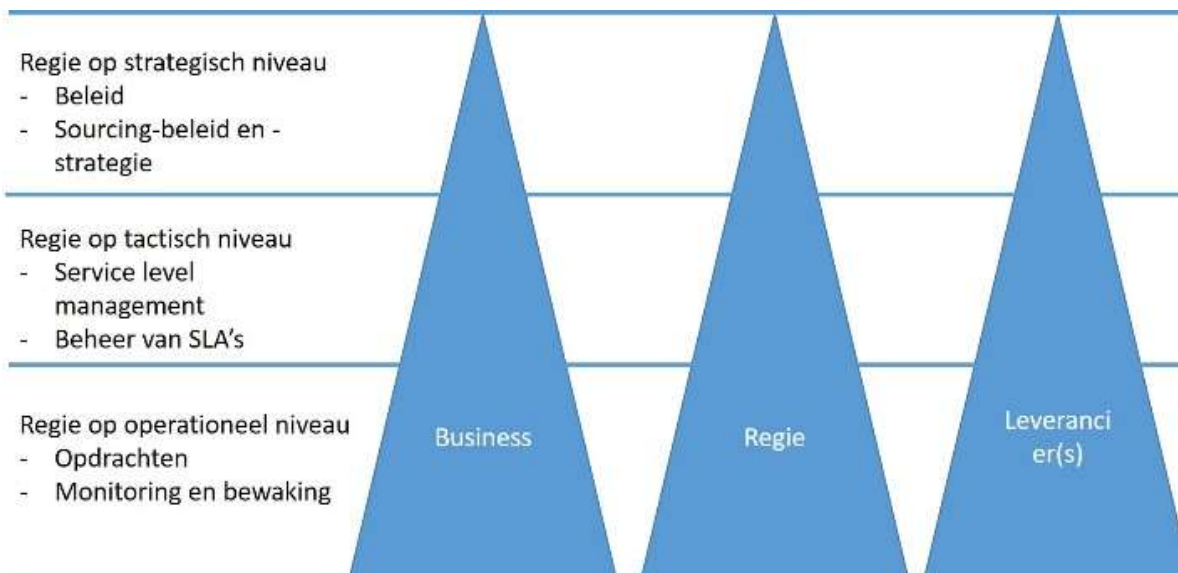 Regie op strategisch niveau
- Beleid
- Sourcing-beleid en -
strategie
Regie op tactisch niveau
- Service level
management
- Beheer van SLA's
Regie op operationeel niveau
- Opdrachten
- Monitoring en bewaking
Business
Regie
Leveranci
er(s)